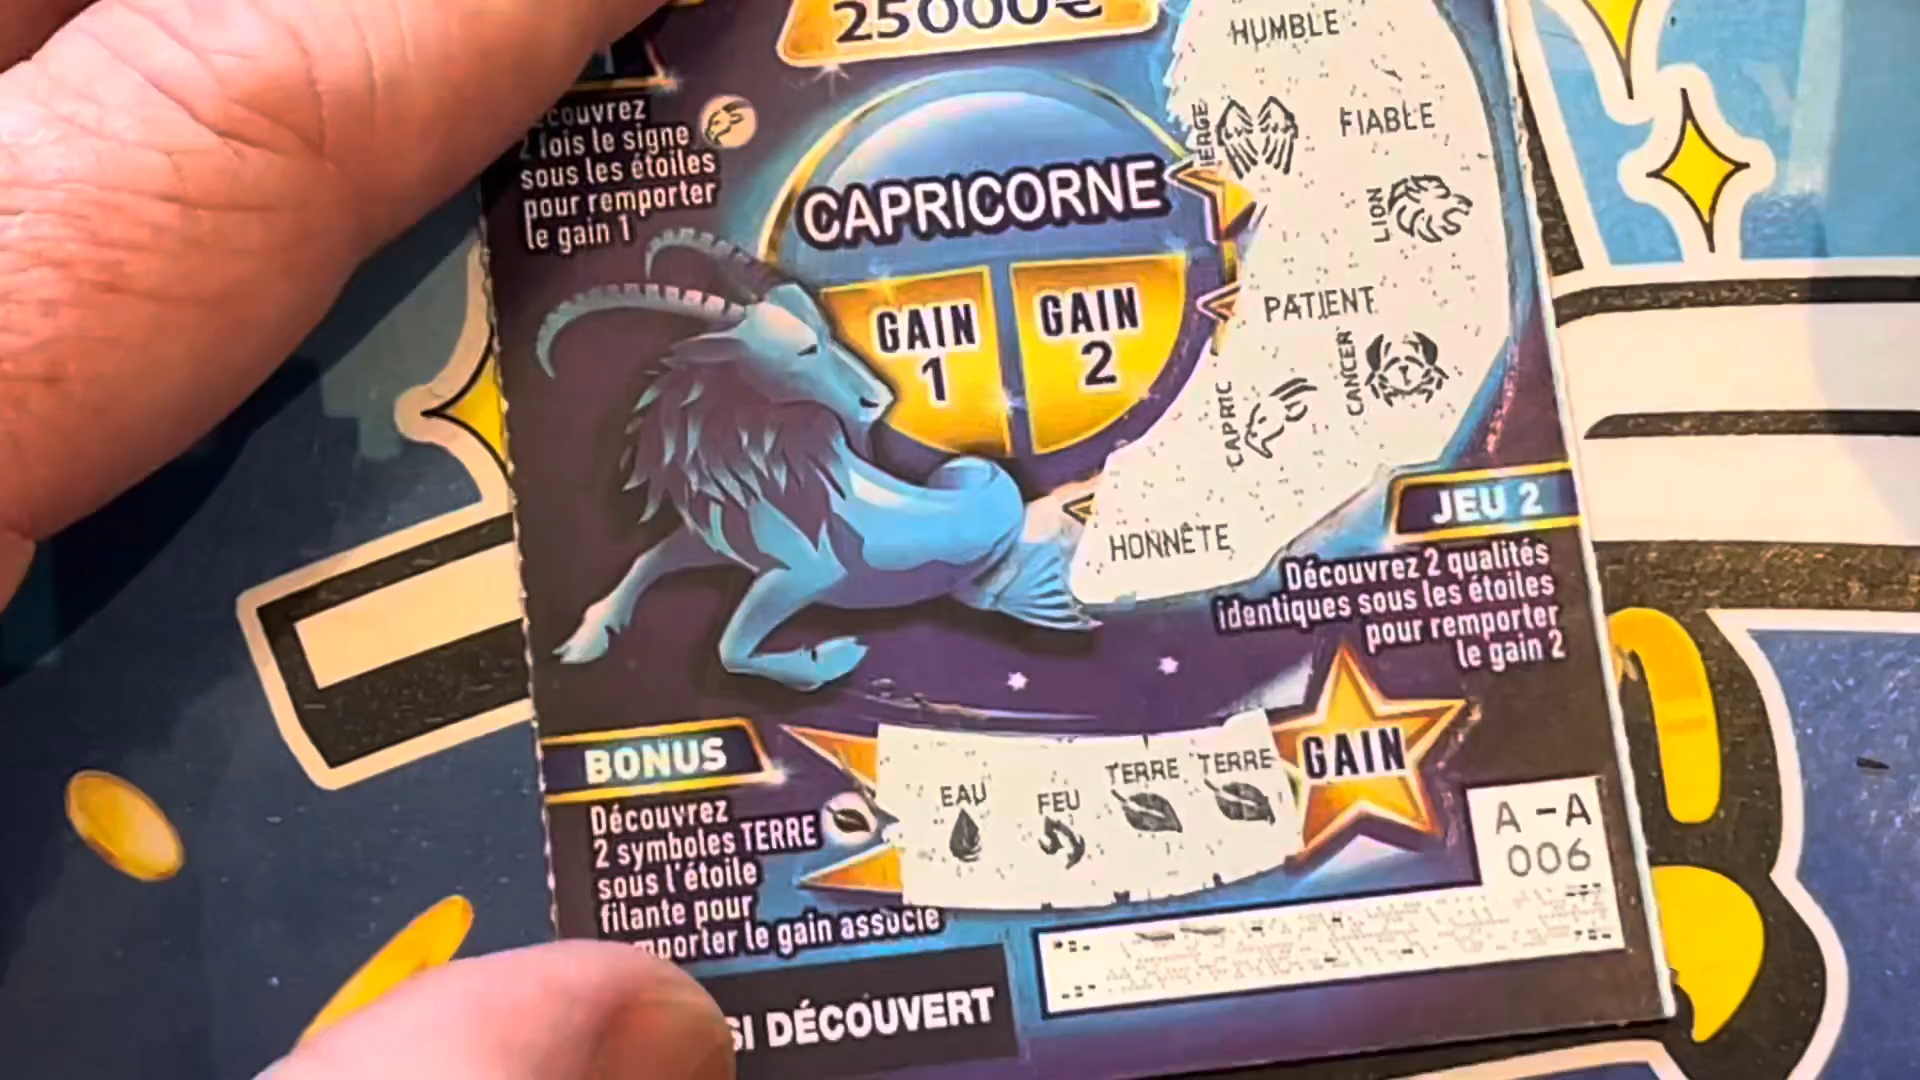 25000€
HUMBLE
couvrez
2 fois le signe
sous les étoiles
pour remporter
le gain 1
IERGE
FIABLE
CAPRICORNE
LION
GAIN
1
GAIN
2
PATIENT
CANCER
CAPRIC
HONNÊTE
JEU 2
Découvrez 2 qualités
identiques sous les étoiles
pour remporter
le gain 2
BONUS
Découvrez
2 symboles TERRE
sous l'étoile
filante pour
mporter le gain associé
EAU
FEU
TERRE
TERRE
GAIN
A-A
006
SI DÉCOUVERT